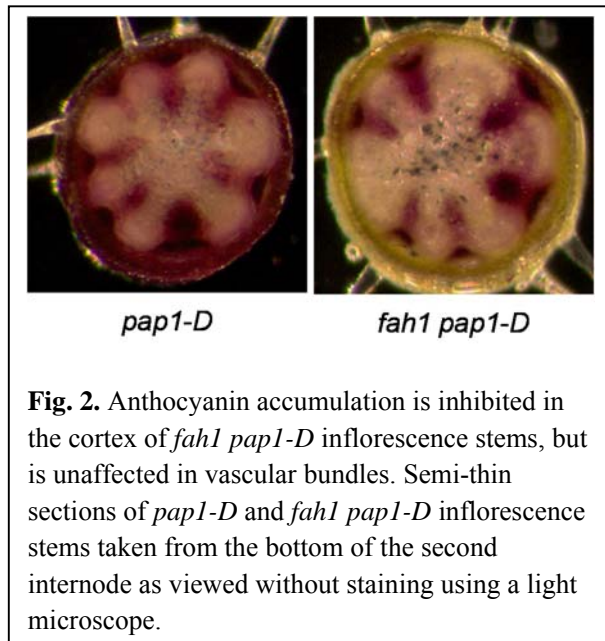 pap1-D
fah1 pap1-D
Fig. 2. Anthocyanin accumulation is inhibited in
the cortex of fah1 pap1-D inflorescence stems, but
is unaffected in vascular bundles. Semi-thin
sections of pap1-D and fah1 pap1-D inflorescence
stems taken from the bottom of the second
internode as viewed without staining using a light
microscope.